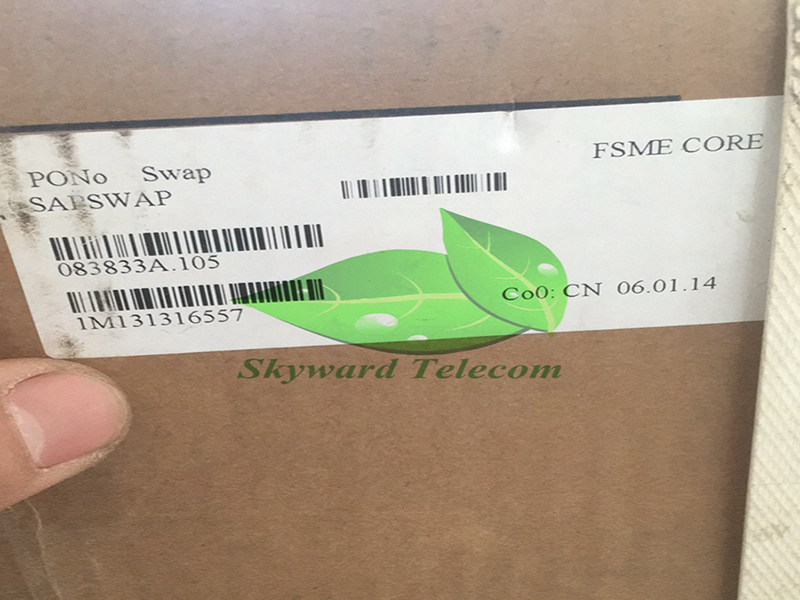 PONo Swap
FSME CORE
SAPSWAP
083833A.105
1M131316557
Co0: CN 06.01.14
Skyward Telecom